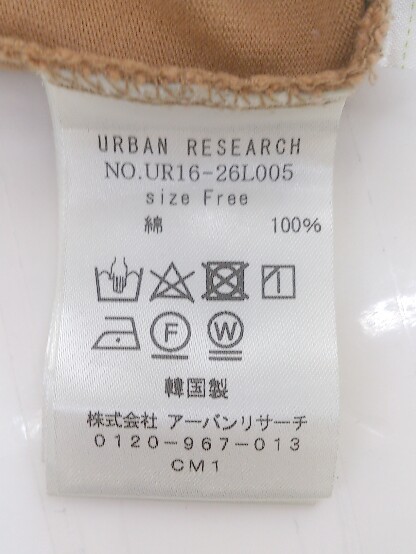 URBAN RESEARCH
NO.UR16-26L005
size Free
綿 100%
F W
韓国製
株式会社 アーバンリサーチ
0120-967-013
CM1